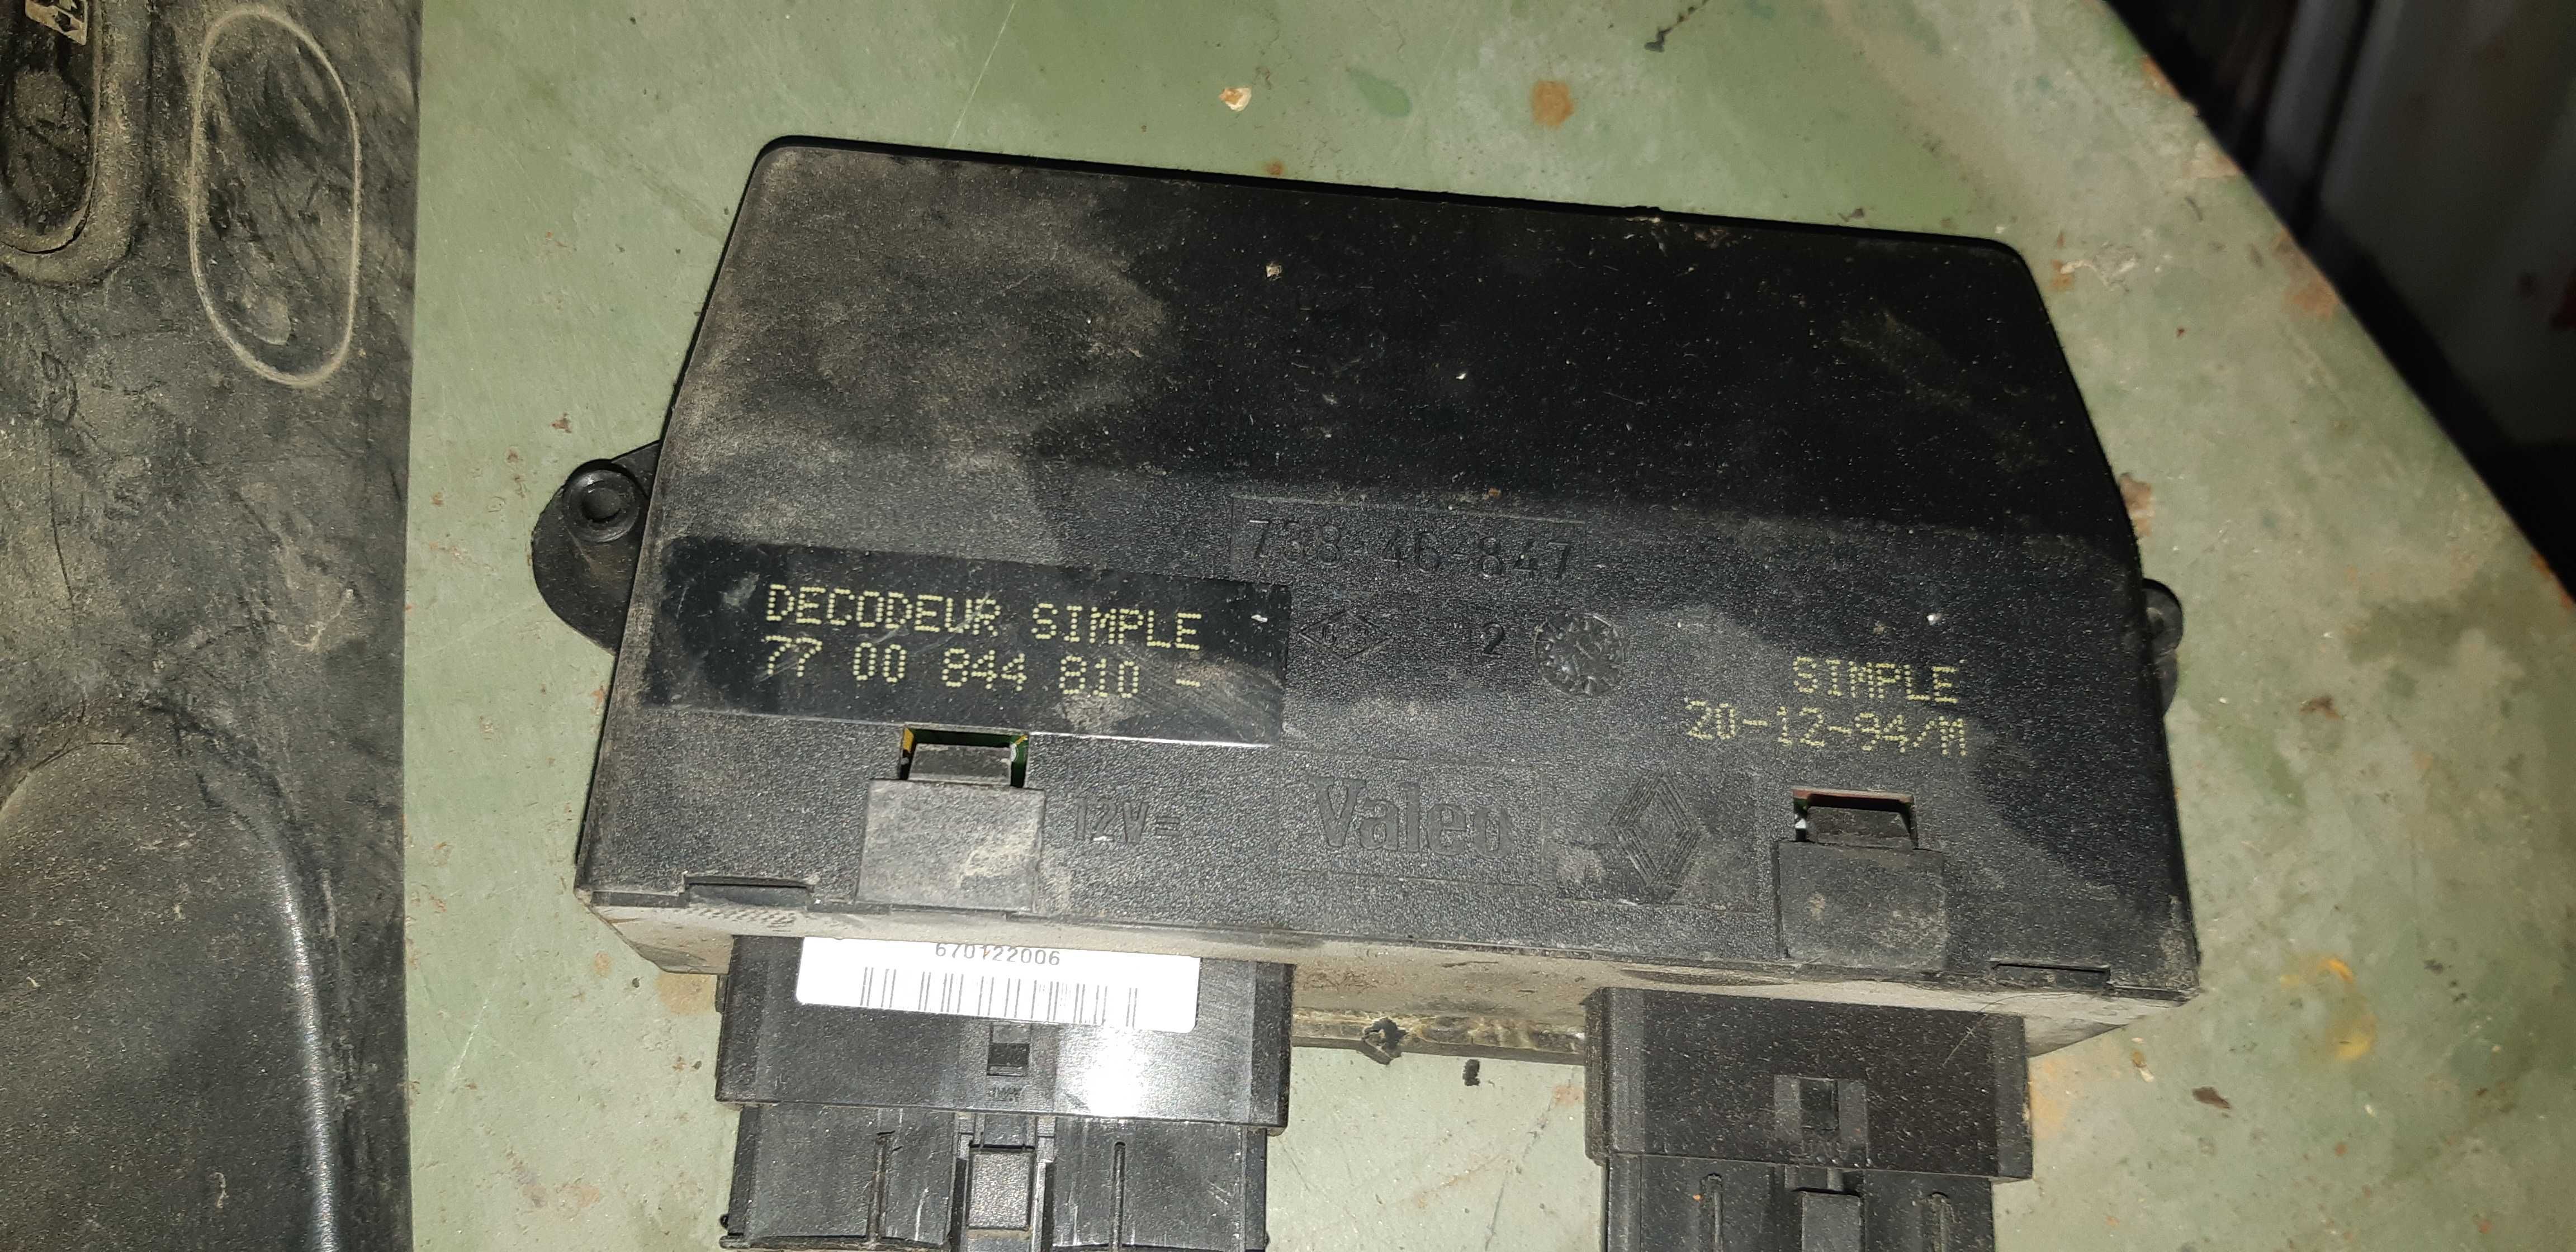 738-46-847
DECODEUR SIMPLE
77 00 844 810 -
12
SIMPLE
20-12-94/M
12V=
Valeo
670122006